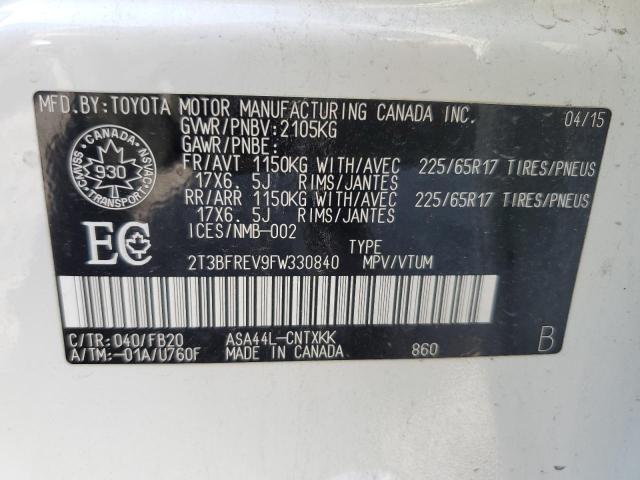 MFD.BY:TOYOTA MOTOR MANUFACTURING CANADA INC. 04/15
GVWR/PNBV:2105KG
GAWR/PNBE:
FR/AVT 1150KG WITH/AVEC 225/65R17 TIRES/PNEUS
17X6.5J RIMS/JANTES
RR/ARR 1150KG WITH/AVEC 225/65R17 TIRES/PNEUS
17X6.5J RIMS/JANTES
ICES/NMB-002 TYPE
2T3BFREV9FW330840 MPV/VTUM
CANADA
CMVSS
930
NSVAC
TRANSPORT
EC
C/TR:040/FB20 ASA44L-CNTXKK B
A/TM:-01A/U760F MADE IN CANADA 860